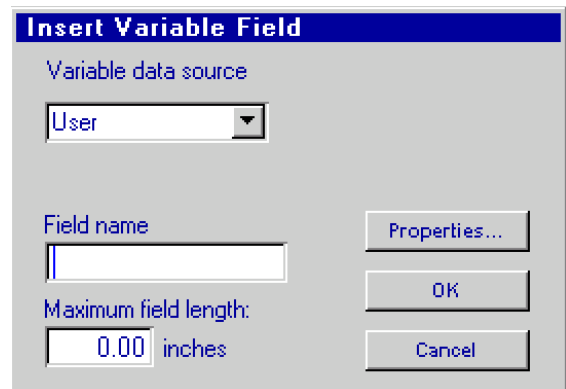 Insert Variable Field
Variable data source
User
Field name
Properties...
OK
Maximum field length:
0.00 inches
Cancel